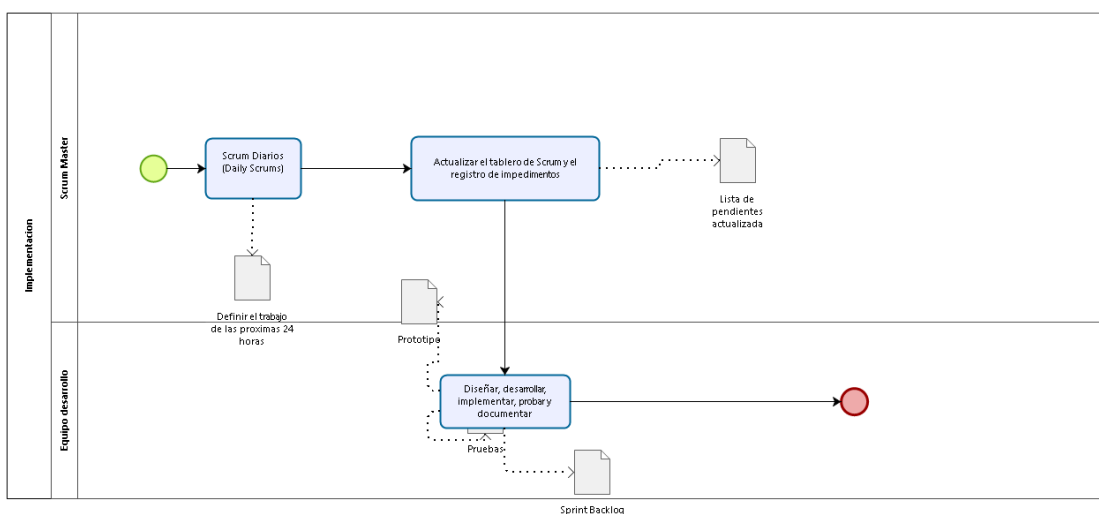 Implementacion
Scrum Master
Scrum Diarios
(Daily Scrums)
Actualizar el tablero de Scrum y el
registro de impedimentos
Lista de
pendientes
actualizada
Definir el trabajo
de las proximas 24
horas
Prototipo
Equipo desarrollo
Diseñar, desarrollar,
implementar, probar y
documentar
Pruebas
Sprint Backlog